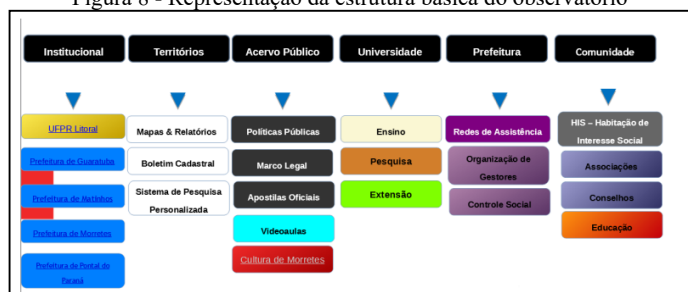 Figura 8 - Representação da estrutura básica do observatório
Institucional
Territórios
Acervo Público
Universidade
Prefeitura
Comunidade
UFPR Litoral
Prefeitura de Guaratuba
Prefeitura de Matinhos
Prefeitura de Morretes
Prefeitura de Pontal do
Paraná
Mapas & Relatórios
Boletim Cadastral
Sistema de Pesquisa
Personalizada
Políticas Públicas
Marco Legal
Apostilas Oficiais
Videoaulas
Cultura de Morretes
Ensino
Pesquisa
Extensão
Redes de Assistência
Organização de
Gestores
Controle Social
HIS – Habitação de
Interesse Social
Associações
Conselhos
Educação